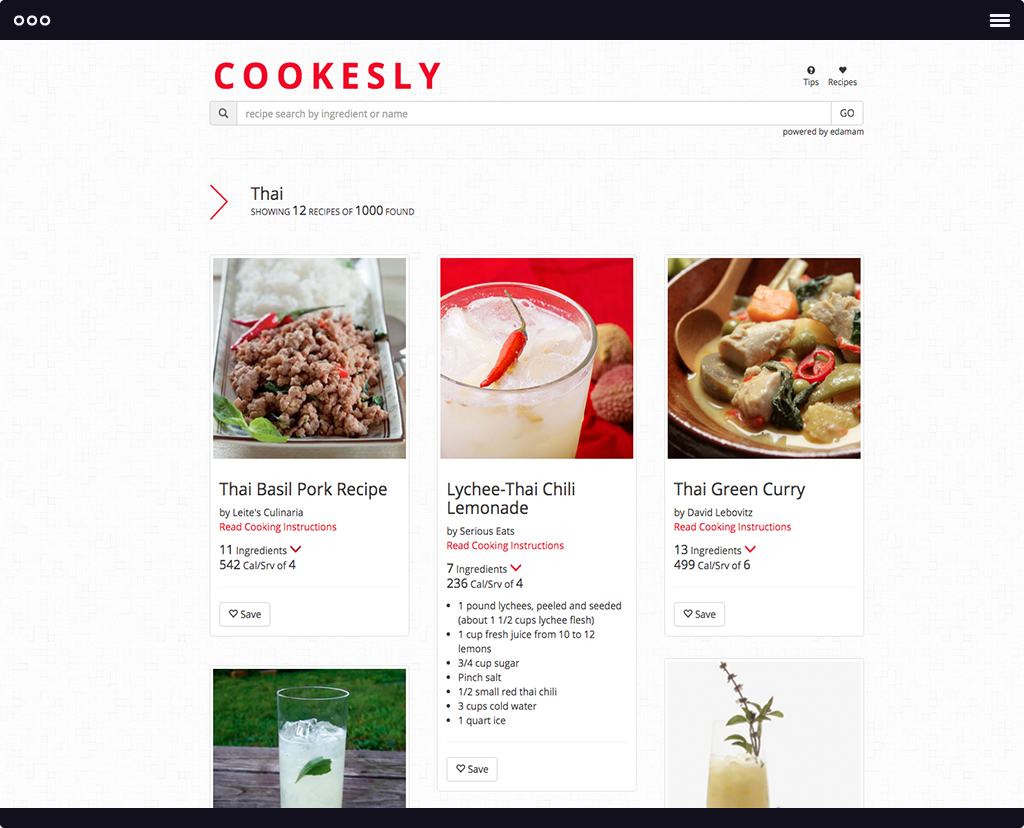 COOKESLY
Tips
Recipes
recipe search by ingredient or name
GO
powered by edamam
Thai
SHOWING 12 RECIPES OF 1000 FOUND
Thai Basil Pork Recipe
by Leite's Culinaria
Read Cooking Instructions
11 Ingredients
542 Cal/Srv of 4
Save
Lychee-Thai Chili
Lemonade
by Serious Eats
Read Cooking Instructions
7 Ingredients
236 Cal/Srv of 4
1 pound lychees, peeled and seeded
(about 1 1/2 cups lychee flesh)
1 cup fresh juice from 10 to 12
lemons
3/4 cup sugar
Pinch salt
1/2 small red thai chili
3 cups cold water
1 quart ice
Save
Thai Green Curry
by David Lebovitz
Read Cooking Instructions
13 Ingredients
499 Cal/Srv of 6
Save